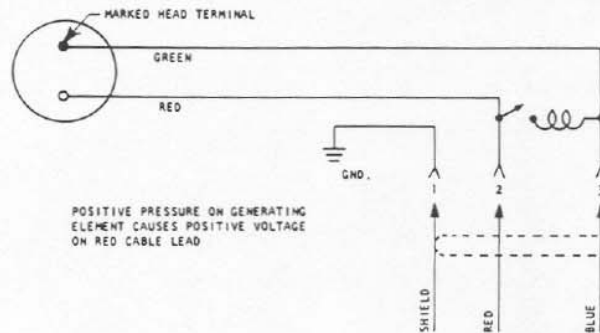 MARKED HEAD TERMINAL
GREEN
RED
GND.
1 2 3
POSITIVE PRESSURE ON GENERATING
ELEMENT CAUSES POSITIVE VOLTAGE
ON RED CABLE LEAD
SHIELD
RED
BLUE